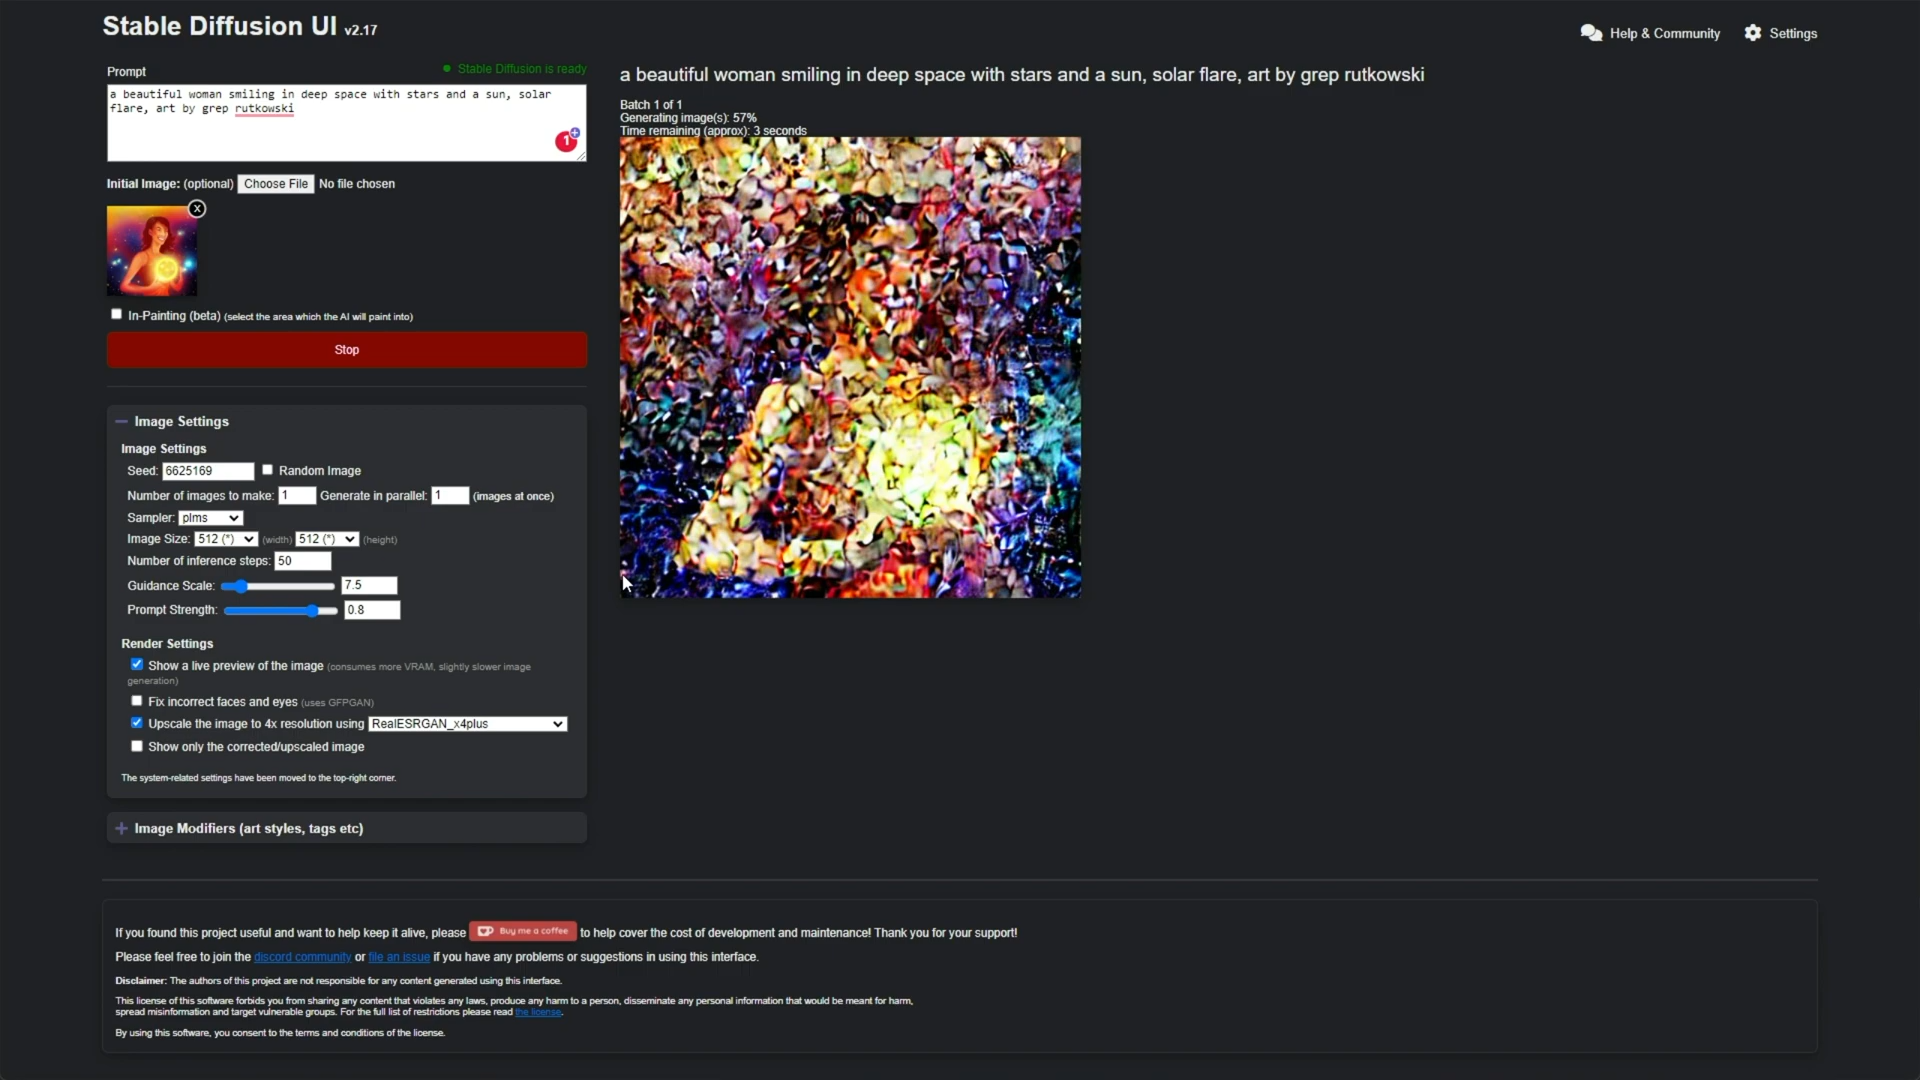 Stable Diffusion UI v2.17
Help & Community
Settings
Prompt
Stable Diffusion is ready
a beautiful woman smiling in deep space with stars and a sun, solar
flare, art by grep rutkowski
1
Initial Image: (optional) Choose File No file chosen
X
In-Painting (beta) (select the area which the AI will paint into)
Stop
Image Settings
Image Settings
Seed: 6625169 Random Image
Number of images to make: 1 Generate in parallel: 1 (images at once)
Sampler: plms
Image Size: 512 (*) (width) 512 (*) (height)
Number of inference steps: 50
Guidance Scale: 7.5
Prompt Strength: 0.8
Render Settings
Show a live preview of the image (consumes more VRAM, slightly slower image
generation)
Fix incorrect faces and eyes (uses GFPGAN)
Upscale the image to 4x resolution using RealESRGAN_x4plus
Show only the corrected/upscaled image
The system-related settings have been moved to the top-right corner.
Image Modifiers (art styles, tags etc)
a beautiful woman smiling in deep space with stars and a sun, solar flare, art by grep rutkowski
Batch 1 of 1
Generating image(s): 57%
Time remaining (approx): 3 seconds
If you found this project useful and want to help keep it alive, please Buy me a coffee to help cover the cost of development and maintenance! Thank you for your support!
Please feel free to join the discord community or file an issue if you have any problems or suggestions in using this interface.
Disclaimer: The authors of this project are not responsible for any content generated using this interface.
This license of this software forbids you from sharing any content that violates any laws, produce any harm to a person, disseminate any personal information that would be meant for harm,
spread misinformation and target vulnerable groups. For the full list of restrictions please read the license.
By using this software, you consent to the terms and conditions of the license.